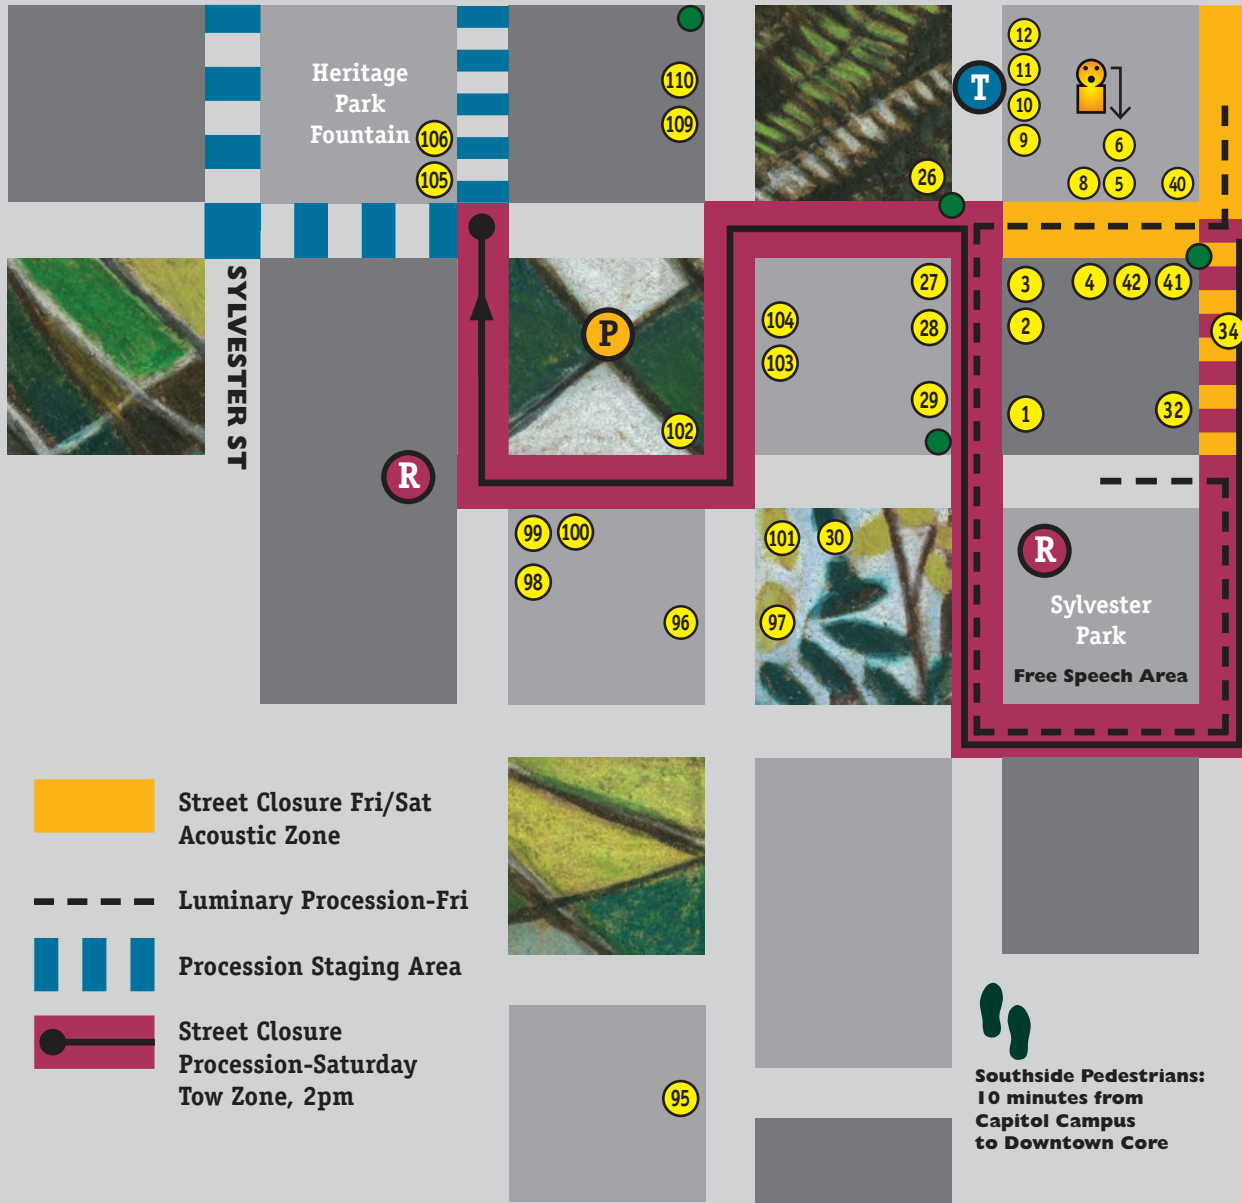 Heritage
Park
Fountain
106
105
110
109
T
12
11
10
9
6
8
5
40
26
SYLVESTER ST
P
102
27
28
29
104
103
3
2
1
4
42
41
34
32
R
99
100
98
96
101
30
97
R
Sylvester
Park
Free Speech Area
Street Closure Fri/Sat
Acoustic Zone
Luminary Procession-Fri
Procession Staging Area
Street Closure
Procession-Saturday
Tow Zone, 2pm
95
Southside Pedestrians:
10 minutes from
Capitol Campus
to Downtown Core